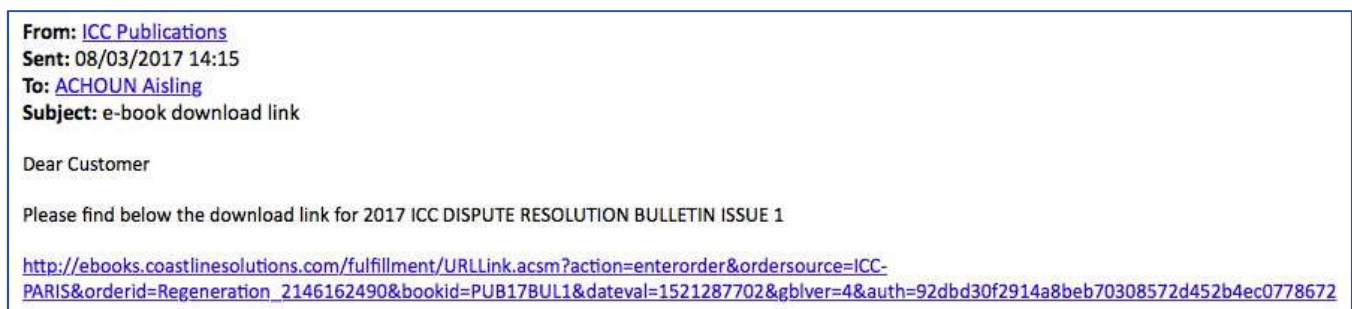 From: ICC Publications
Sent: 08/03/2017 14:15
To: ACHOUN Aisling
Subject: e-book download link
Dear Customer
Please find below the download link for 2017 ICC DISPUTE RESOLUTION BULLETIN ISSUE 1
http://ebooks.coastlinesolutions.com/fulfillment/URLLink.acsm?action=enterorder&ordersource=ICC-
PARIS&orderid=Regeneration_2146162490&bookid=PUB17BUL1&dateval=1521287702&gblver=4&auth=92dbd30f2914a8beb70308572d452b4ec0778672